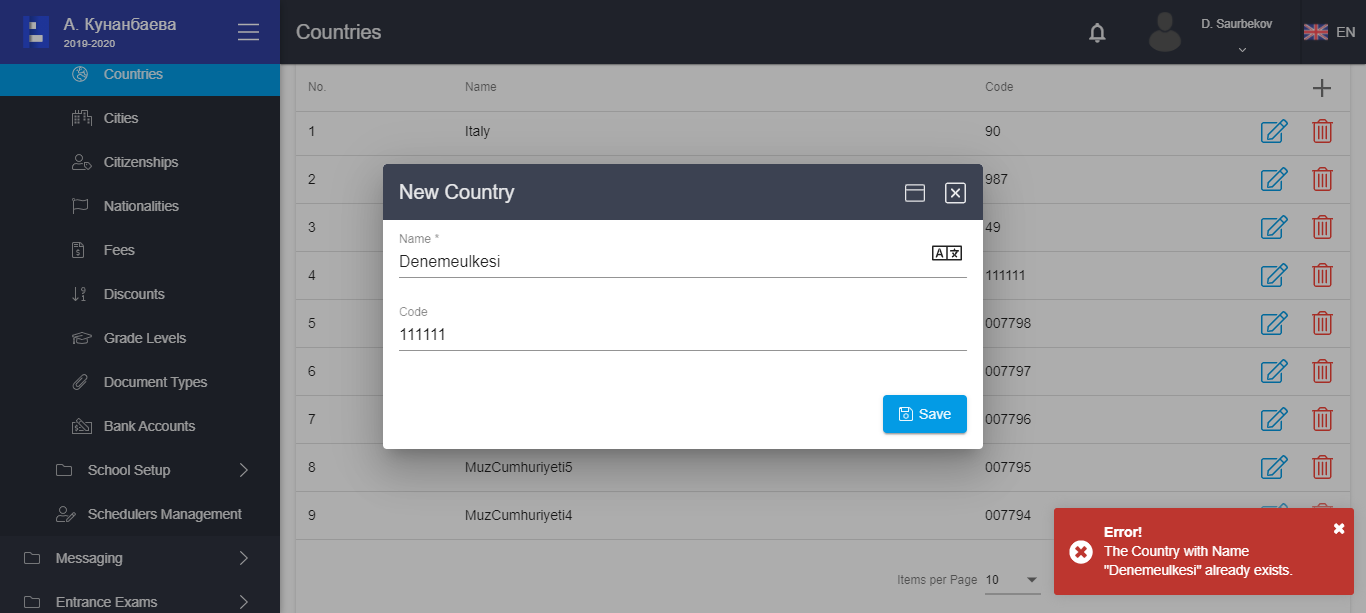 А. Кунанбаева
2019-2020
Countries
D. Saurbekov
EN
Countries
Cities
Citizenships
Nationalities
Fees
Discounts
Grade Levels
Document Types
Bank Accounts
School Setup
Schedulers Management
Messaging
Entrance Exams
No. Name Code
1 Italy 90
2 987
3 49
4 111111
5 007798
6 007797
7 007796
8 MuzCumhuriyeti5 007795
9 MuzCumhuriyeti4 007794
Items per Page 10
New Country
Name *
Denemeulkesi
Code
111111
Save
Error!
The Country with Name
"Denemeulkesi" already exists.